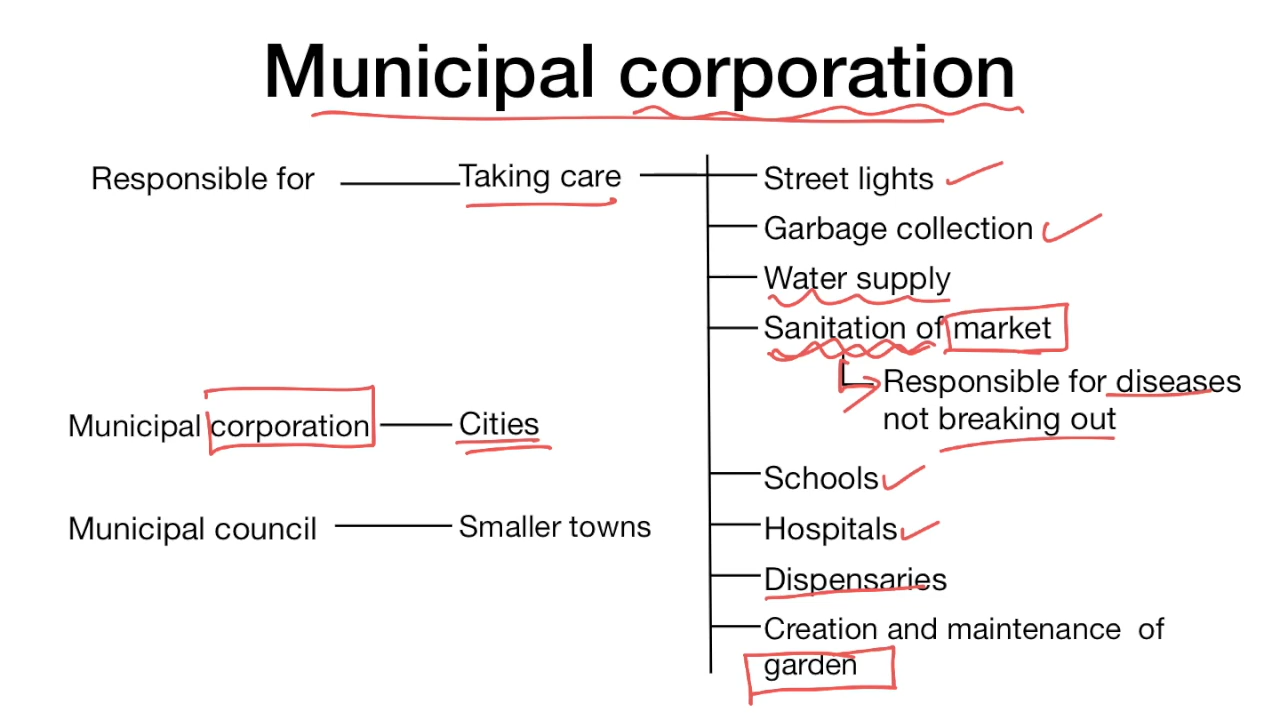 Municipal corporation
Responsible for
Taking care
Street lights
Garbage collection
Water supply
Sanitation of market
Responsible for diseases
not breaking out
Municipal corporation
Cities
Schools
Municipal council
Smaller towns
Hospitals
Dispensaries
Creation and maintenance of
garden